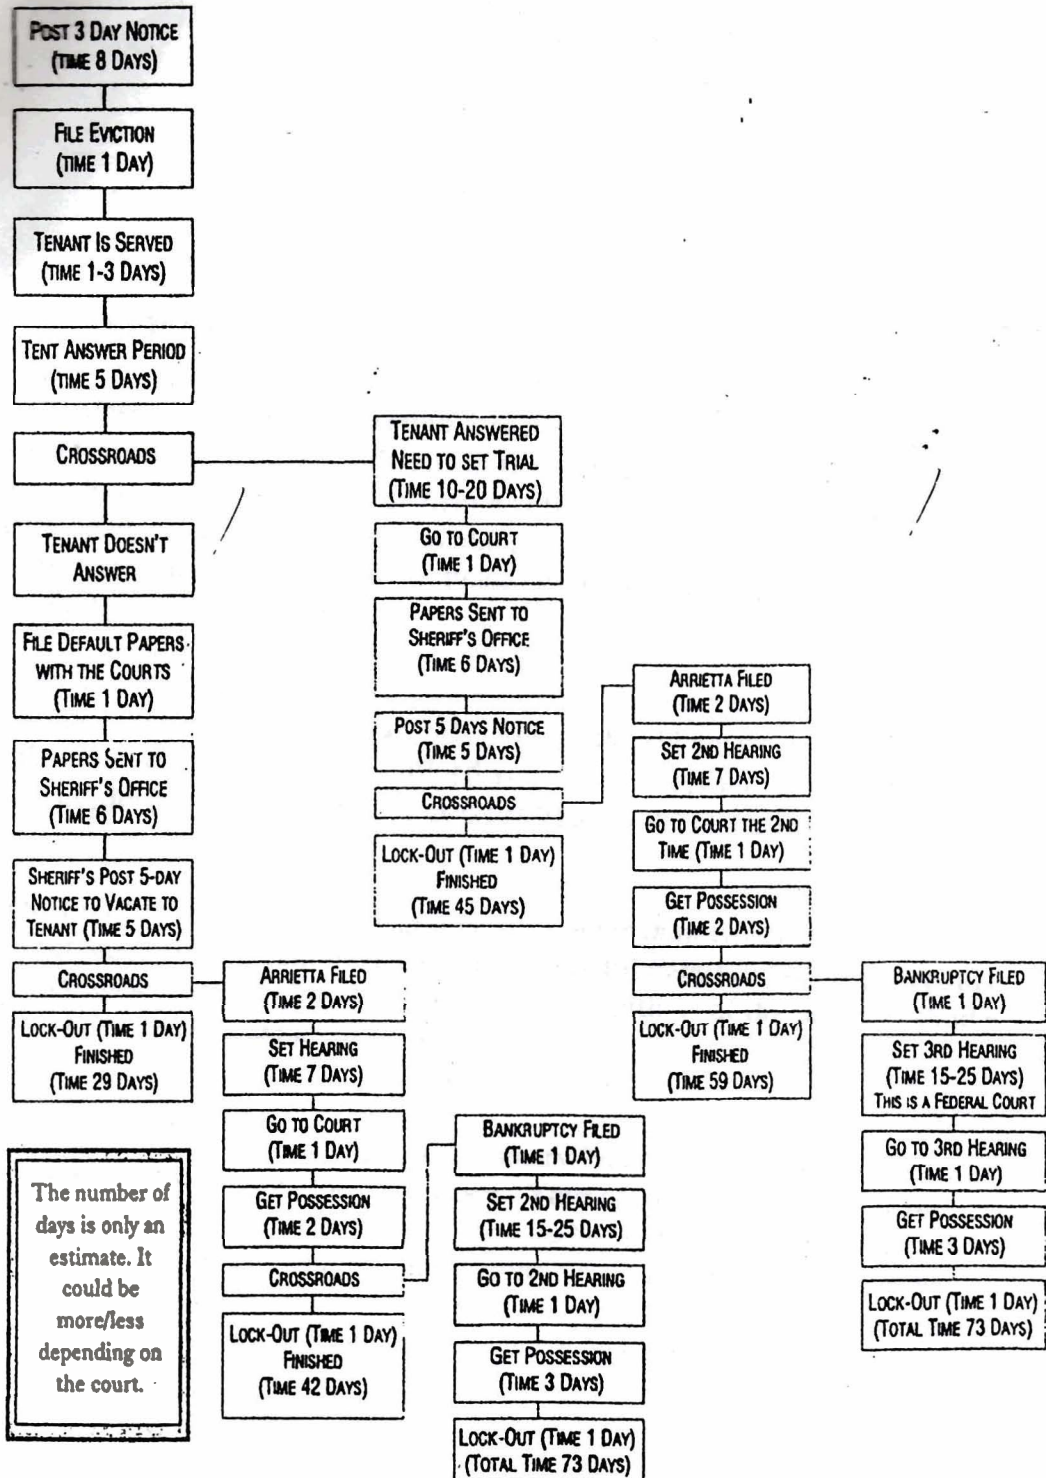 POST 3 DAY NOTICE
(TIME 8 DAYS)
FILE EVICTION
(TIME 1 DAY)
TENANT IS SERVED
(TIME 1-3 DAYS)
TENT ANSWER PERIOD
(TIME 5 DAYS)
CROSSROADS
TENANT DOESN'T
ANSWER
FILE DEFAULT PAPERS
WITH THE COURTS
(TIME 1 DAY)
PAPERS SENT TO
SHERIFF'S OFFICE
(TIME 6 DAYS)
SHERIFF'S POST 5-DAY
NOTICE TO VACATE TO
TENANT (TIME 5 DAYS)
CROSSROADS
LOCK-OUT (TIME 1 DAY)
FINISHED
(TIME 29 DAYS)
The number of
days is only an
estimate. It
could be
more/less
depending on
the court.
TENANT ANSWERED
NEED TO SET TRIAL
(TIME 10-20 DAYS)
GO TO COURT
(TIME 1 DAY)
PAPERS SENT TO
SHERIFF'S OFFICE
(TIME 6 DAYS)
POST 5 DAYS NOTICE
(TIME 5 DAYS)
CROSSROADS
LOCK-OUT (TIME 1 DAY)
FINISHED
(TIME 45 DAYS)
ARRIETTA FILED
(TIME 2 DAYS)
SET HEARING
(TIME 7 DAYS)
GO TO COURT
(TIME 1 DAY)
GET POSSESSION
(TIME 2 DAYS)
CROSSROADS
LOCK-OUT (TIME 1 DAY)
FINISHED
(TIME 42 DAYS)
BANKRUPTCY FILED
(TIME 1 DAY)
SET 2ND HEARING
(TIME 15-25 DAYS)
GO TO 2ND HEARING
(TIME 1 DAY)
GET POSSESSION
(TIME 3 DAYS)
LOCK-OUT (TIME 1 DAY)
(TOTAL TIME 73 DAYS)
ARRIETTA FILED
(TIME 2 DAYS)
SET 2ND HEARING
(TIME 7 DAYS)
GO TO COURT THE 2ND
TIME (TIME 1 DAY)
GET POSSESSION
(TIME 2 DAYS)
CROSSROADS
LOCK-OUT (TIME 1 DAY)
FINISHED
(TIME 59 DAYS)
BANKRUPTCY FILED
(TIME 1 DAY)
SET 3RD HEARING
(TIME 15-25 DAYS)
THIS IS A FEDERAL COURT
GO TO 3RD HEARING
(TIME 1 DAY)
GET POSSESSION
(TIME 3 DAYS)
LOCK-OUT (TIME 1 DAY)
(TOTAL TIME 73 DAYS)